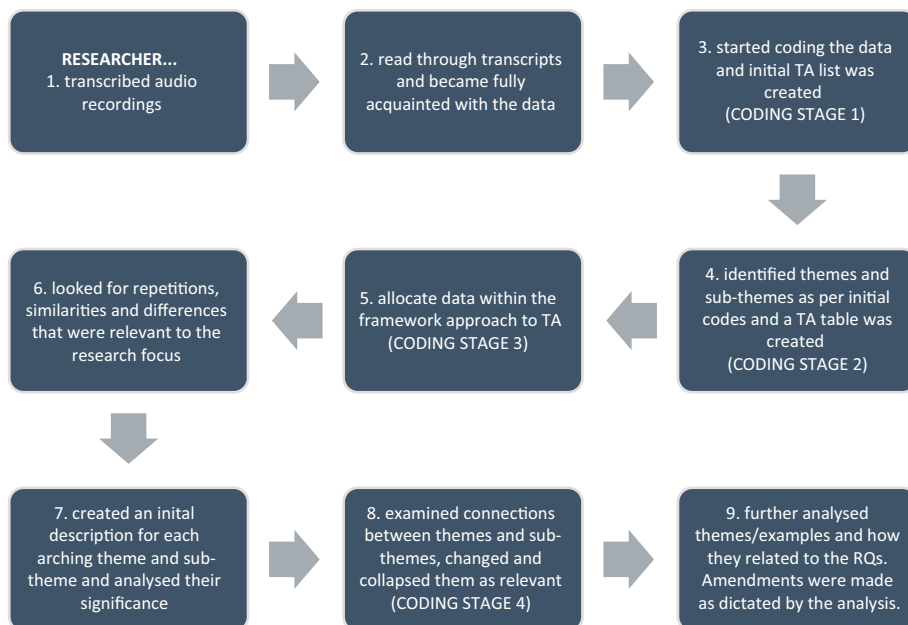 RESEARCHER...
1. transcribed audio
recordings
2. read through transcripts
and became fully
acquainted with the data
3. started coding the data
and initial TA list was
created
(CODING STAGE 1)
4. identified themes and
sub-themes as per initial
codes and a TA table was
created
(CODING STAGE 2)
5. allocate data within the
framework approach to TA
(CODING STAGE 3)
6. looked for repetitions,
similarities and differences
that were relevant to the
research focus
7. created an inital
description for each
arching theme and sub-
theme and analysed their
significance
8. examined connections
between themes and sub-
themes, changed and
collapsed them as relevant
(CODING STAGE 4)
9. further analysed
themes/examples and how
they related to the RQs.
Amendments were made
as dictated by the analysis.